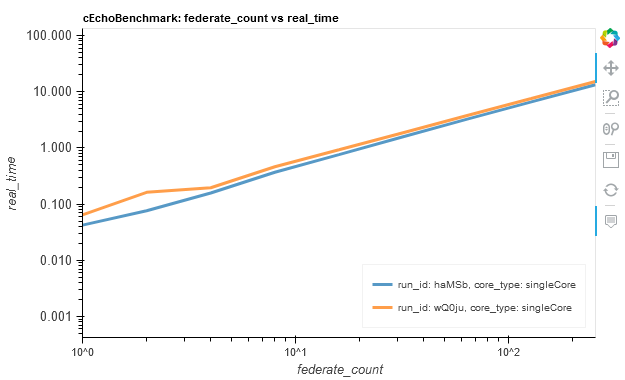 cEchoBenchmark: federate_count vs real_time
100.000
10.000
1.000
0.100
0.010
0.001
real_time
10^0
10^1
10^2
federate_count
run_id: haMSb, core_type: singleCore
run_id: wQ0ju, core_type: singleCore